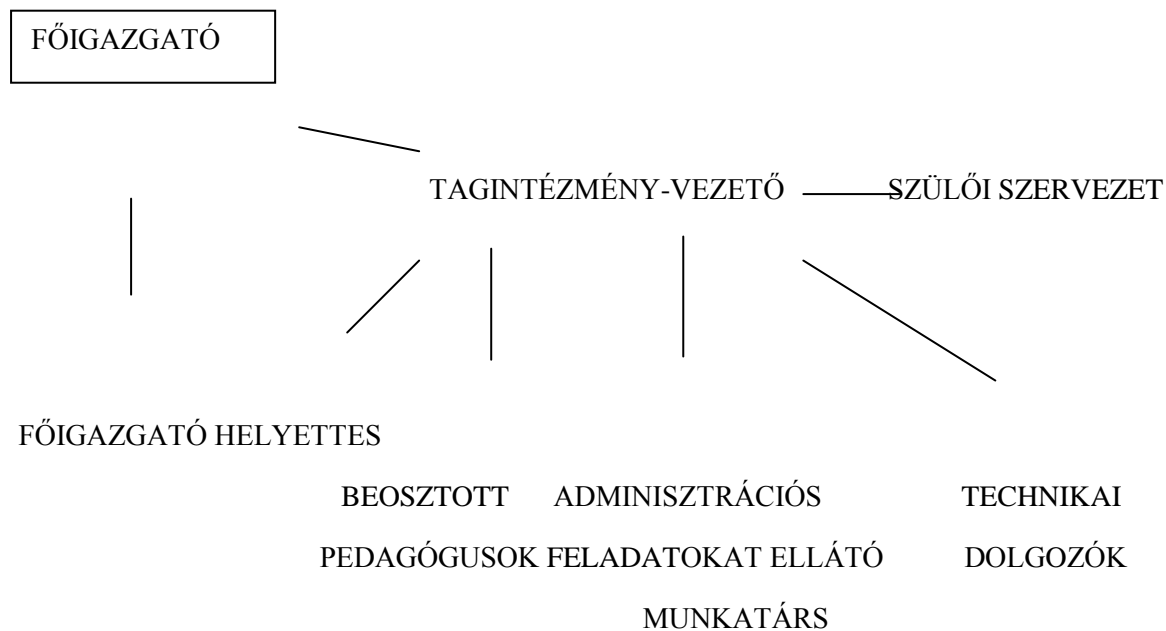 FŐIGAZGATÓ
TAGINTÉZMÉNY-VEZETŐ SZÜLŐI SZERVEZET
FŐIGAZGATÓ HELYETTES
BEOSZTOTT ADMINISZTRÁCIÓS TECHNIKAI
PEDAGÓGUSOK FELADATOKAT ELLÁTÓ DOLGOZÓK
MUNKATÁRS